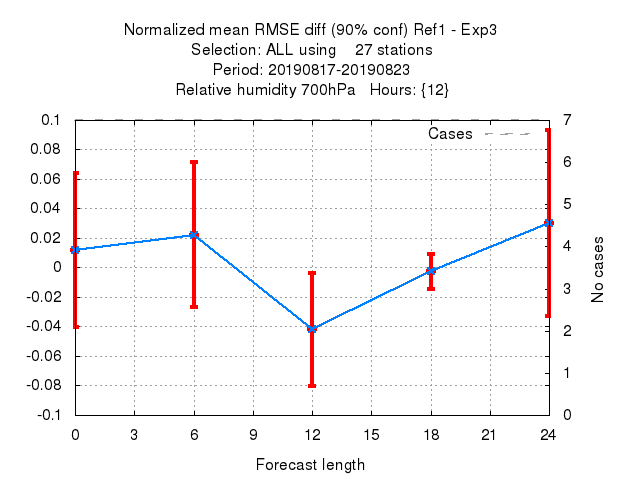 Normalized mean RMSE diff (90% conf) Ref1 - Exp3
Selection: ALL using 27 stations
Period: 20190817-20190823
Relative humidity 700hPa Hours: {12}
0.1
0.08
0.06
0.04
0.02
0
-0.02
-0.04
-0.06
-0.08
-0.1
Cases
7
6
5
4
3
2
1
0
No cases
0 3 6 9 12 15 18 21 24
Forecast length